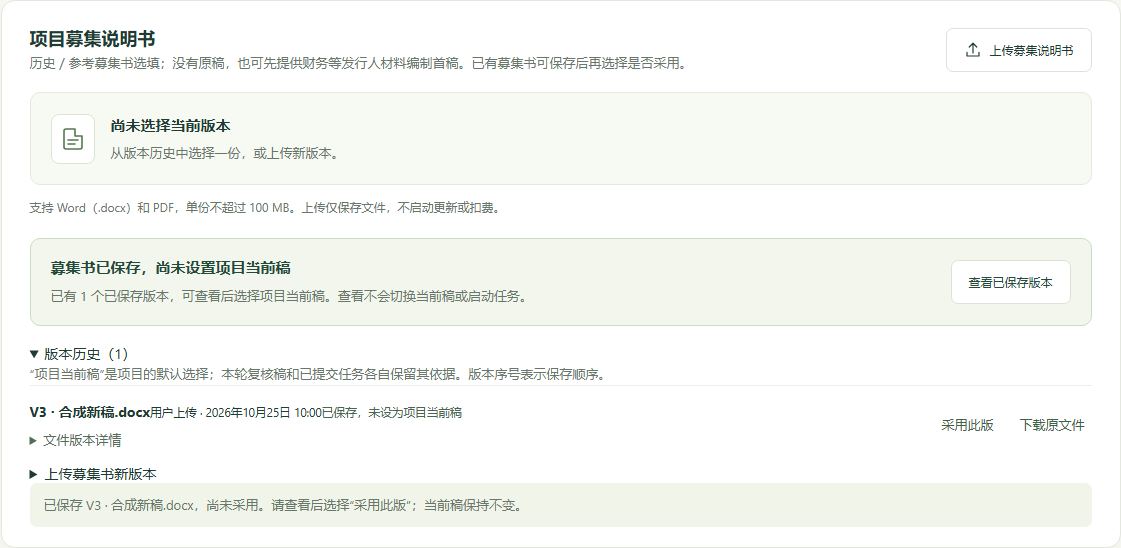 项目募集说明书
历史 / 参考募集书选填；没有原稿，也可先提供财务等发行人材料编制首稿。已有募集书可保存后再选择是否采用。
上传募集说明书
尚未选择当前版本
从版本历史中选择一份，或上传新版本。
支持 Word（.docx）和 PDF，单份不超过 100 MB。上传仅保存文件，不启动更新或扣费。
募集书已保存，尚未设置项目当前稿
已有 1 个已保存版本，可查看后选择项目当前稿。查看不会切换当前稿或启动任务。
查看已保存版本
▼ 版本历史（1）
“项目当前稿”是项目的默认选择；本轮复核稿和已提交任务各自保留其依据。版本序号表示保存顺序。
V3 · 合成新稿.docx用户上传 · 2026年10月25日 10:00已保存，未设为项目当前稿
▶ 文件版本详情
采用此版
下载原文件
▶ 上传募集书新版本
已保存 V3 · 合成新稿.docx，尚未采用。请查看后选择“采用此版”；当前稿保持不变。